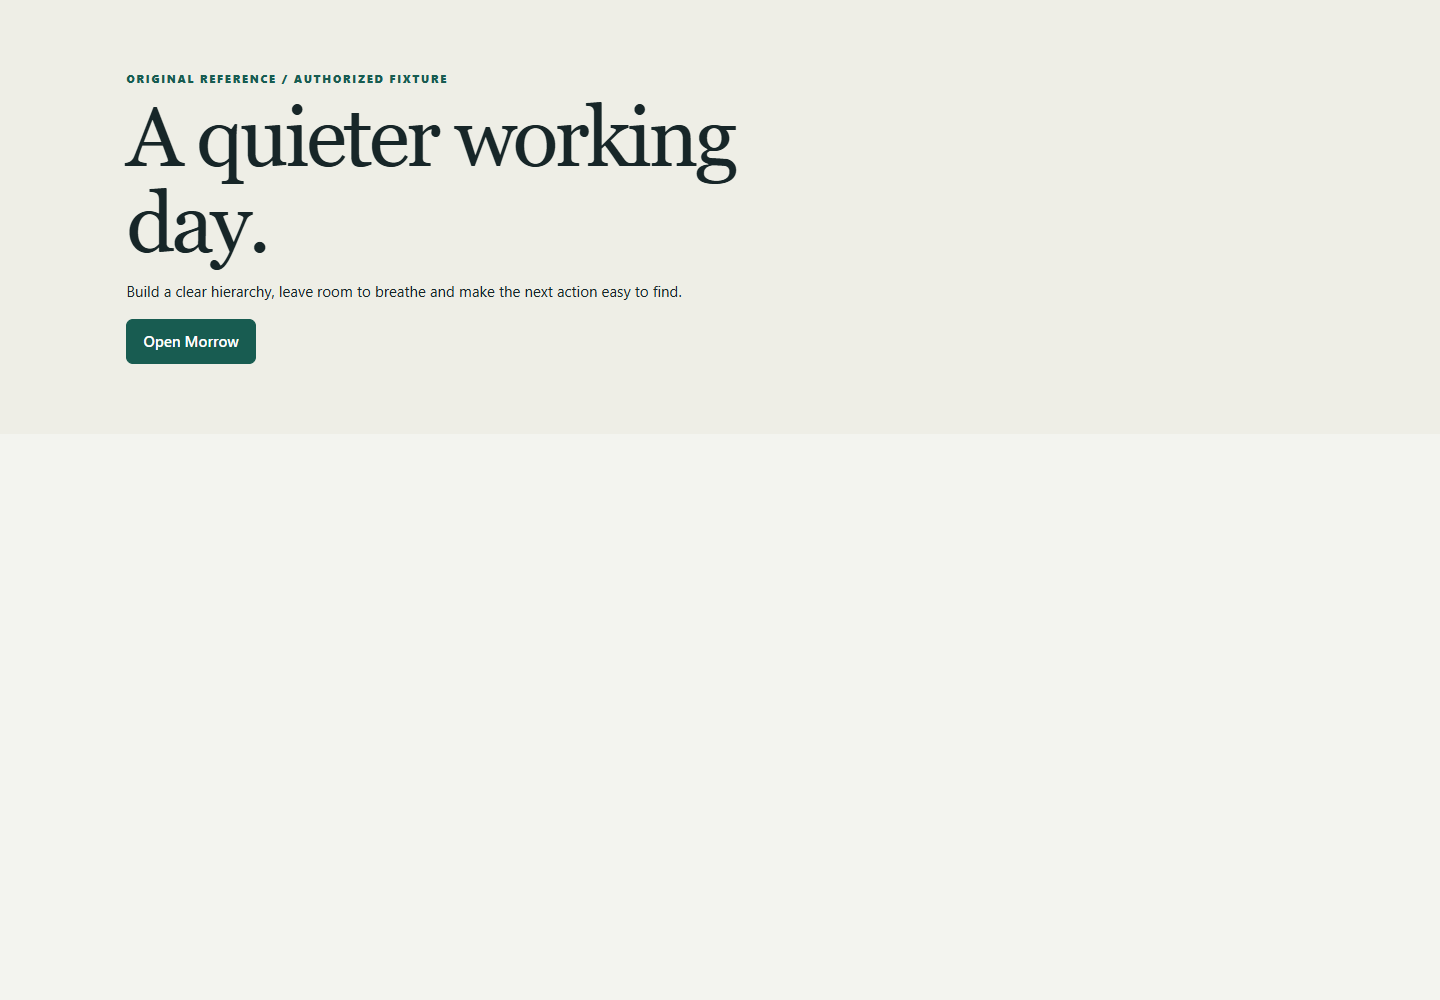 ORIGINAL REFERENCE / AUTHORIZED FIXTURE
A quieter working
day.
Build a clear hierarchy, leave room to breathe and make the next action easy to find.
Open Morrow